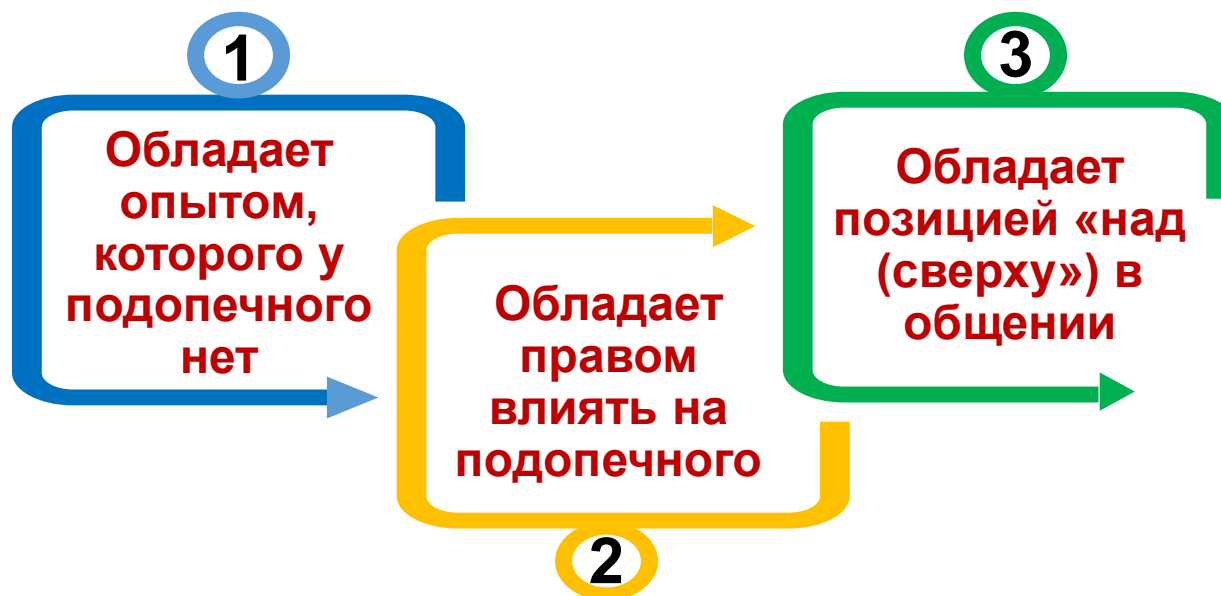 1
Обладает
опытом,
которого у
подопечного
нет
2
Обладает
правом
влиять на
подопечного
3
Обладает
позицией «над
(сверху») в
общении